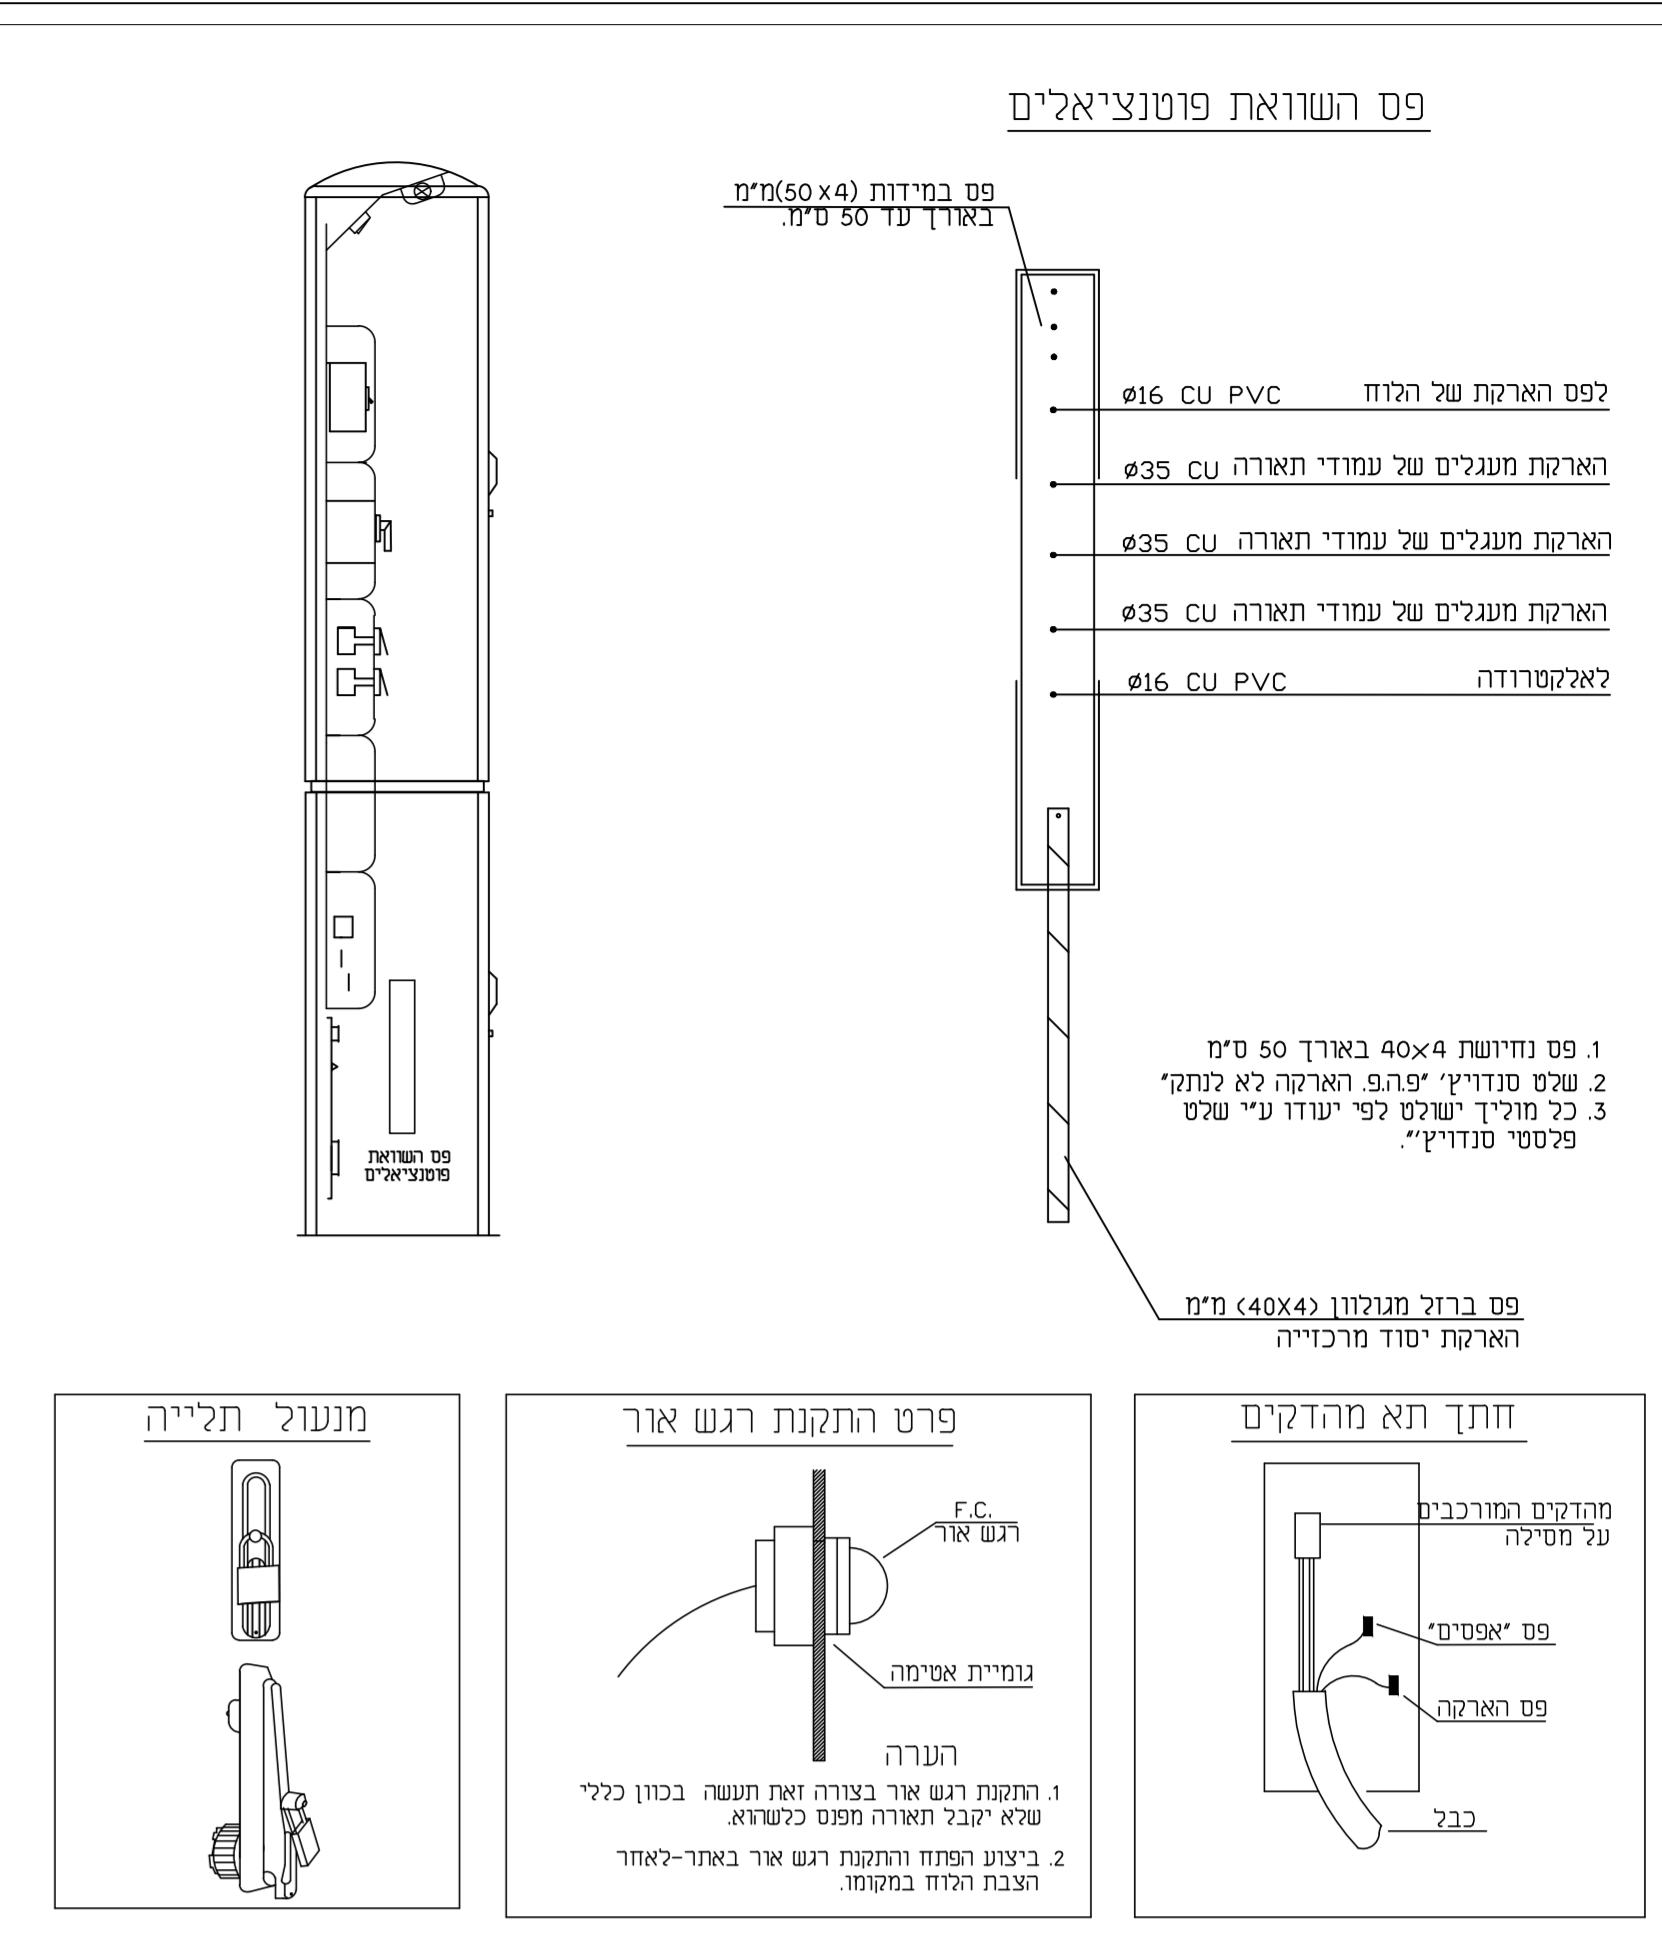 פס השוואת פוטנציאלים
פס במידות (50x4)מ"מ
באורך עד 50 ס"מ.
לפס הארקת של הלוח ø16 CU PVC
הארקת מעגלים של עמודי תאורה ø35 CU
הארקת מעגלים של עמודי תאורה ø35 CU
הארקת מעגלים של עמודי תאורה ø35 CU
לאלקטרודה ø16 CU PVC
1. פס נחיושת 40x4 באורך 50 ס"מ
2. שלט סנדויץ' "פ.ה.פ. הארקה לא לנתק"
3. כל מוליך ישולט לפי יעודו ע"י שלט
פלסטי סנדויץ'".
פס השוואת
פוטנציאלים
פס ברזל מגולוון (40X4) מ"מ
הארקת יסוד מרכזייה
חתך תא מהדקים
מהדקים המורכבים
על מסילה
פס "אפסים"
פס הארקה
כבל
פרט התקנת רגש אור
F.C.
רגש אור
גומיית אטימה
הערה
1. התקנת רגש אור בצורה זאת תעשה בכוון כללי
שלא יקבל תאורה מפנס כלשהוא.
2. ביצוע הפתח והתקנת רגש אור באתר-לאחר
הצבת הלוח במקומו.
מנעול תלייה